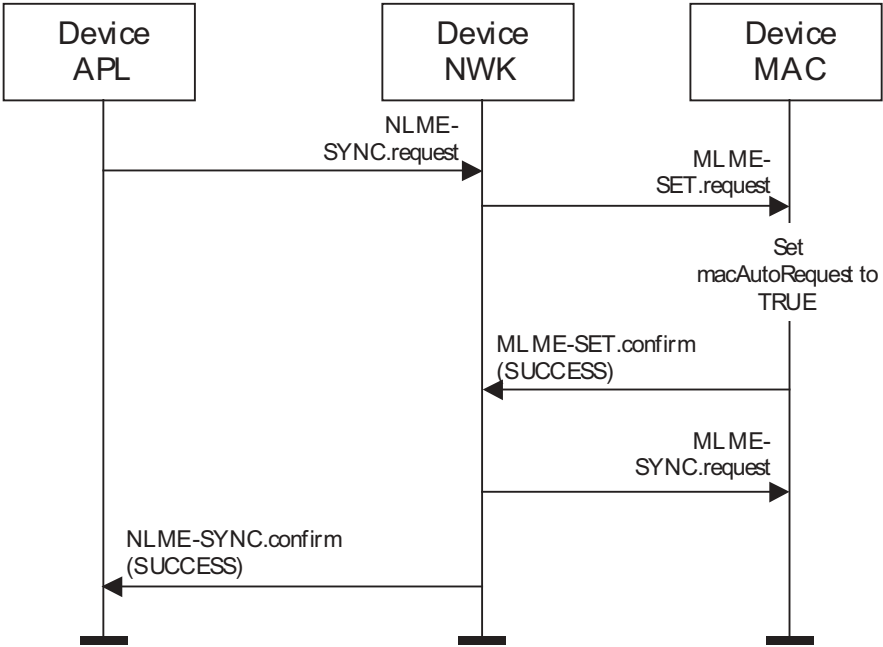 Device
APL
Device
NWK
Device
MAC
NLME-
SYNC.request
MLME-
SET.request
Set
macAutoRequest to
TRUE
MLME-SET.confirm
(SUCCESS)
MLME-
SYNC.request
NLME-SYNC.confirm
(SUCCESS)